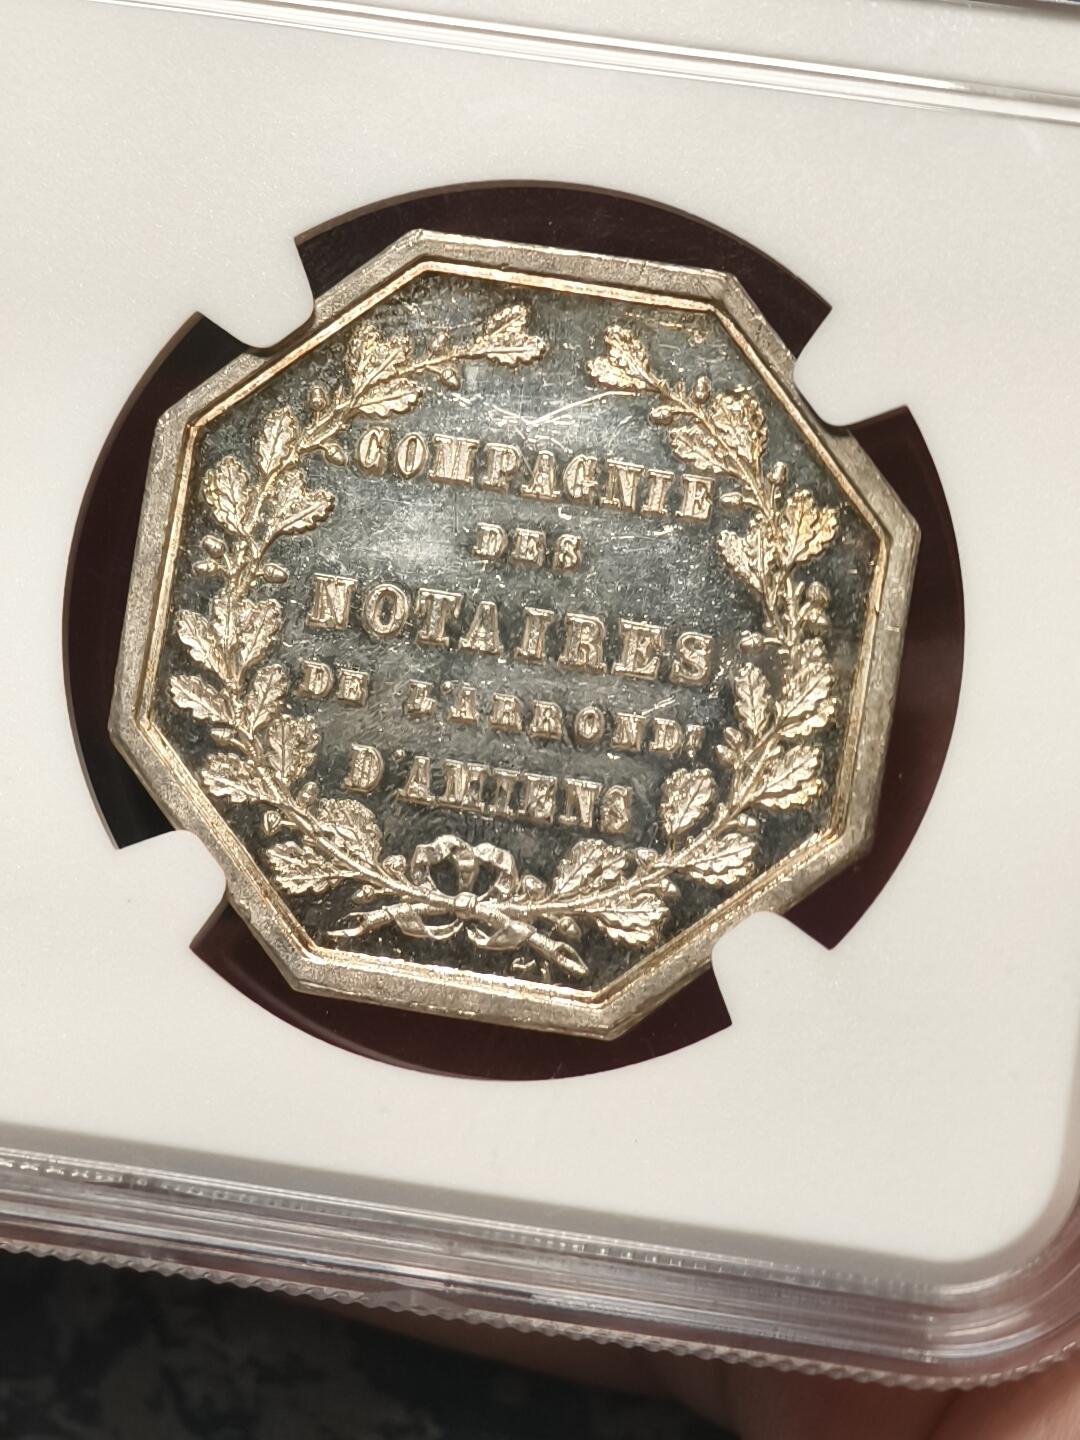 COMPAGNIE
DES
NOTAIRES
DE L'ARROND!
D'AMIENS